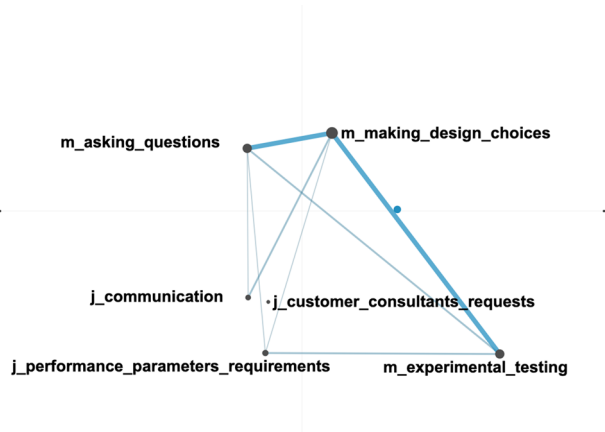 m_making_design_choices
m_asking_questions
j_communication
j_customer_consultants_requests
j_performance_parameters_requirements
m_experimental_testing